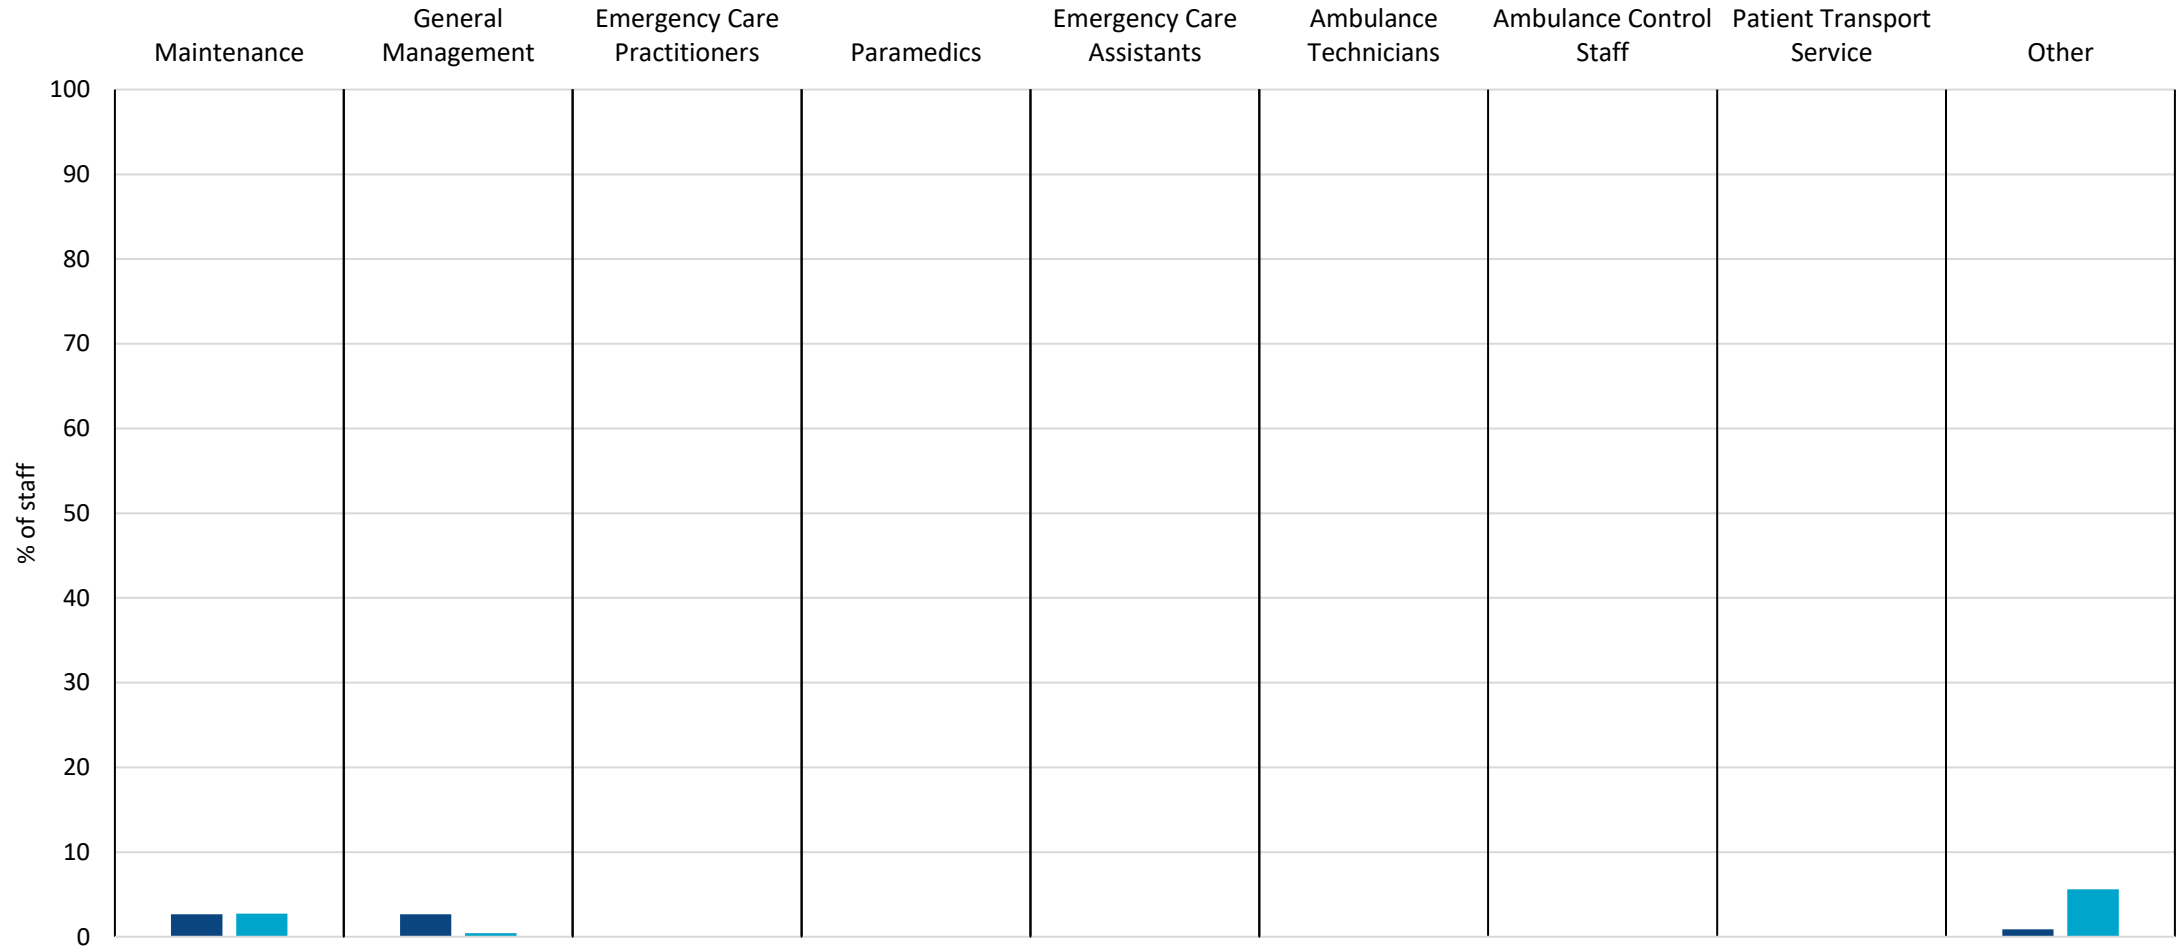 Maintenance
General
Management
Emergency Care
Practitioners
Paramedics
Emergency Care
Assistants
Ambulance
Technicians
Ambulance Control
Staff
Patient Transport
Service
Other
100
90
80
70
60
50
40
30
20
10
0
% of staff